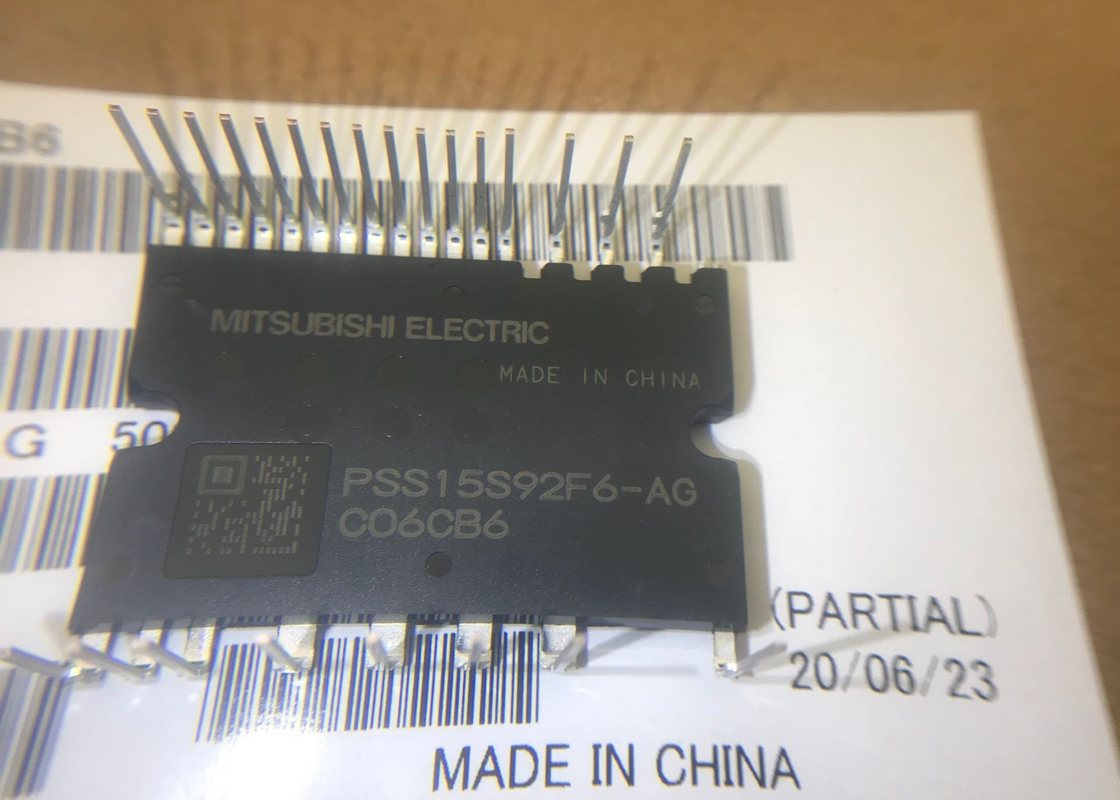 B6
MITSUBISHI ELECTRIC
MADE IN CHINA
G 50
PSS15S92F6-AG
C06CB6
(PARTIAL)
20/06/23
MADE IN CHINA